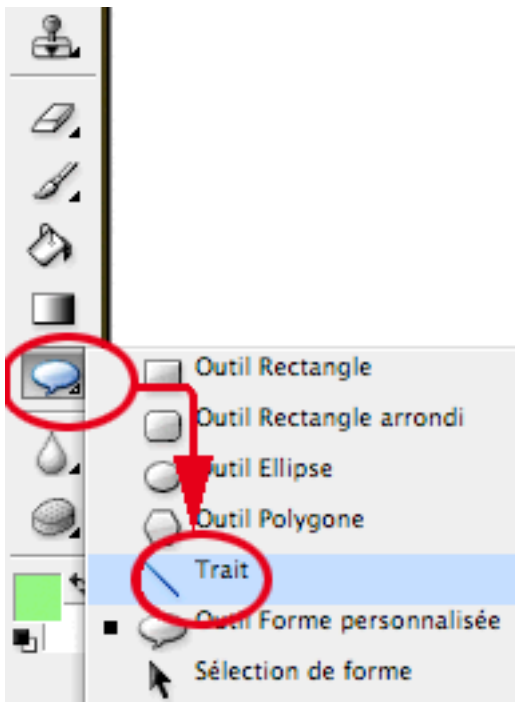 Outil Rectangle
Outil Rectangle arrondi
Outil Ellipse
Outil Polygone
Trait
Outil Forme personnalisée
Sélection de forme